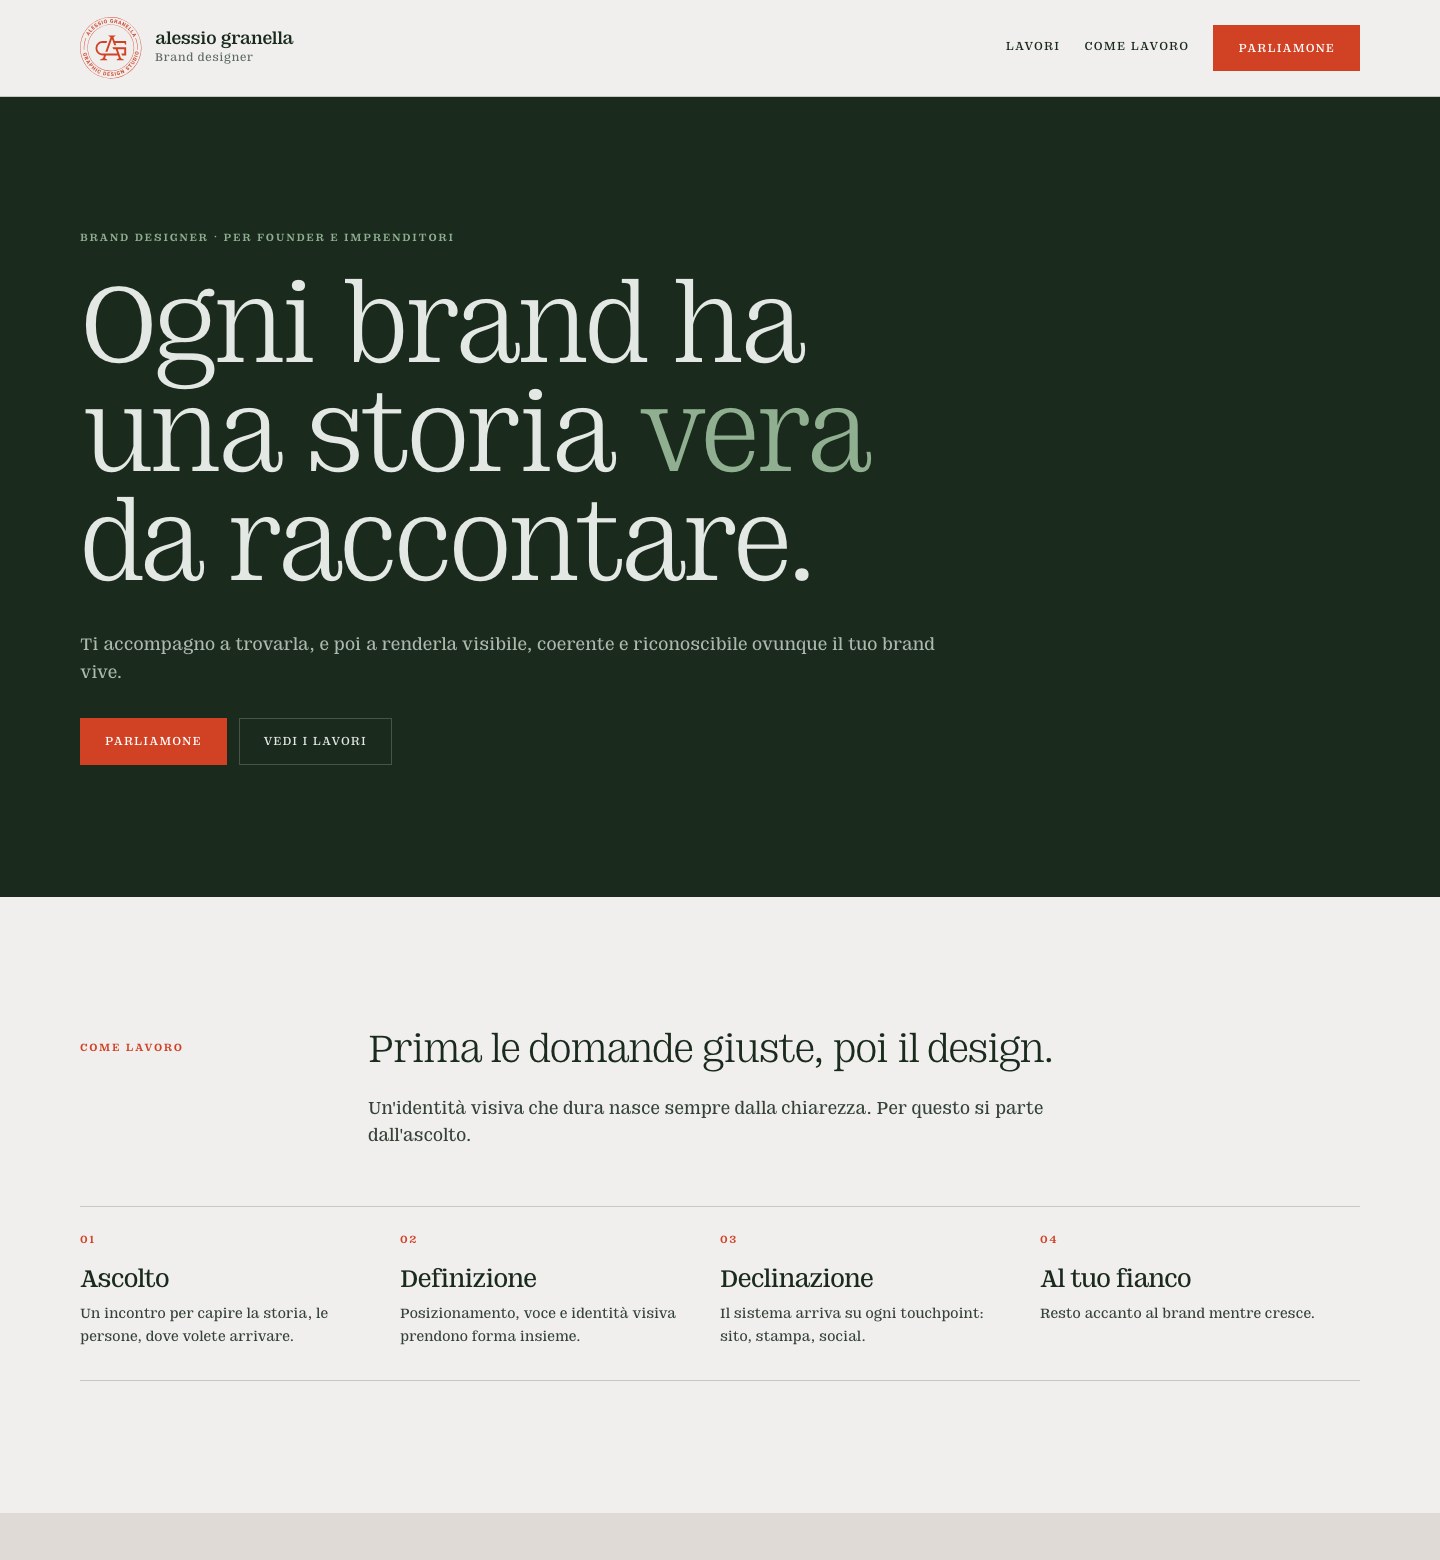 ALESSIO GRANELLA
GRAPHIC DESIGN STUDIO
alessio granella
Brand designer
LAVORI
COME LAVORO
PARLIAMONE
BRAND DESIGNER · PER FOUNDER E IMPRENDITORI
Ogni brand ha
una storia vera
da raccontare.
Ti accompagno a trovarla, e poi a renderla visibile, coerente e riconoscibile ovunque il tuo brand
vive.
PARLIAMONE
VEDI I LAVORI
COME LAVORO
Prima le domande giuste, poi il design.
Un'identità visiva che dura nasce sempre dalla chiarezza. Per questo si parte
dall'ascolto.
01
Ascolto
Un incontro per capire la storia, le
persone, dove volete arrivare.
02
Definizione
Posizionamento, voce e identità visiva
prendono forma insieme.
03
Declinazione
Il sistema arriva su ogni touchpoint:
sito, stampa, social.
04
Al tuo fianco
Resto accanto al brand mentre cresce.